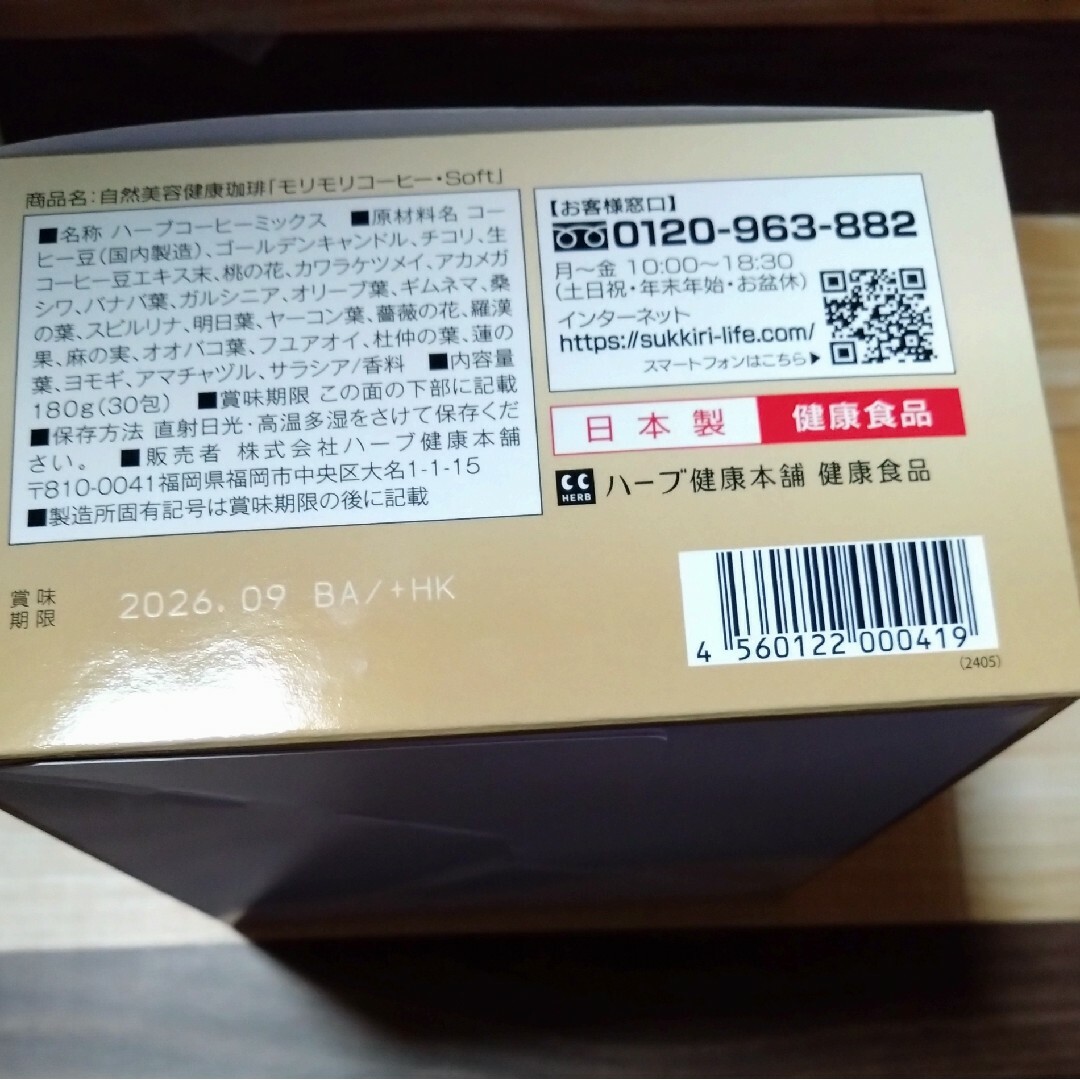 商品名:自然美容健康珈琲「モリモリコーヒー・Soft」
■名称 ハーブコーヒーミックス ■原材料名 コー
ヒー豆(国内製造)、ゴールデンキャンドル、チコリ、生
コーヒー豆エキス末、桃の花、カワラケツメイ、アカメガ
シワ、バナバ葉、ガルシニア、オリーブ葉、ギムネマ、桑
の葉、スピルリナ、明日葉、ヤーコン葉、薔薇の花、羅漢
果、麻の実、オオバコ葉、フユアオイ、杜仲の葉、蓮の
葉、ヨモギ、アマチャヅル、サラシア/香料 ■内容量
180g(30包) ■賞味期限 この面の下部に記載
■保存方法 直射日光・高温多湿をさけて保存くだ
さい。 ■販売者 株式会社ハーブ健康本舗
〒810-0041福岡県福岡市中央区大名1-1-15
■製造所固有記号は賞味期限の後に記載
【お客様窓口】
0120-963-882
月〜金 10:00〜18:30
(土日祝・年末年始・お盆休)
インターネット
https://sukkiri-life.com/
スマートフォンはこちら▶
日本製 健康食品
CC HERB ハーブ健康本舗 健康食品
賞味
期限
2026.09 BA/+HK
4 560122 000419
(2405)